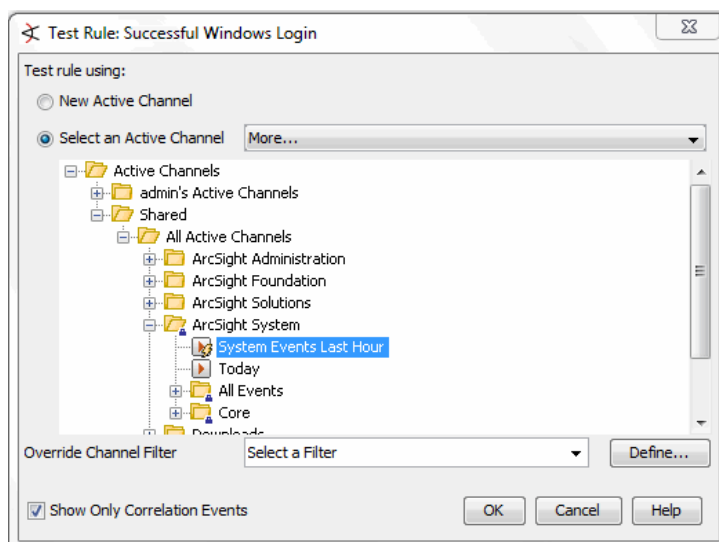 Test Rule: Successful Windows Login
Test rule using:
New Active Channel
Select an Active Channel More...
Active Channels
admin's Active Channels
Shared
All Active Channels
ArcSight Administration
ArcSight Foundation
ArcSight Solutions
ArcSight System
System Events Last Hour
Today
All Events
Core
Downloads
Override Channel Filter Select a Filter Define...
Show Only Correlation Events OK Cancel Help